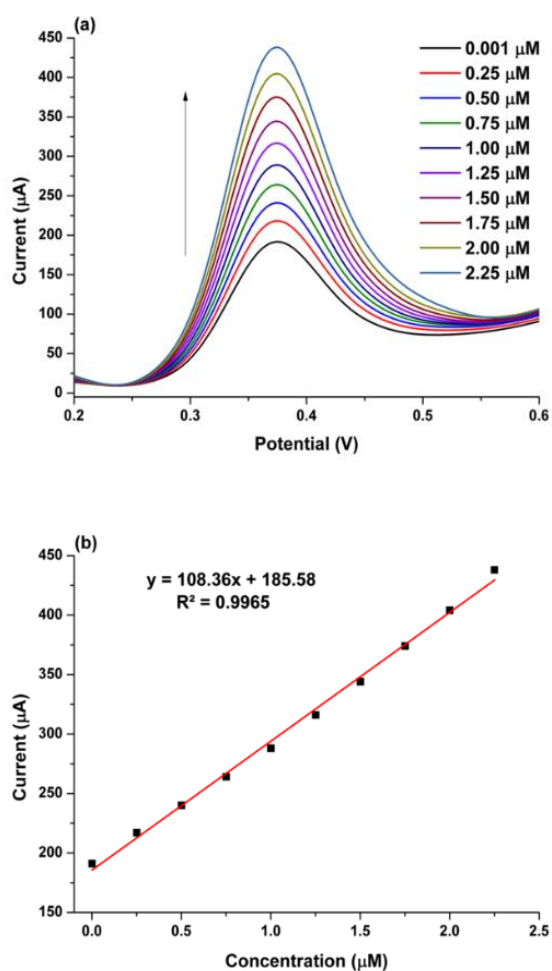 (a)
450
400
350
300
250
200
150
100
50
0
Current (µA)
0.2
0.3
0.4
0.5
0.6
Potential (V)
0.001 µM
0.25 µM
0.50 µM
0.75 µM
1.00 µM
1.25 µM
1.50 µM
1.75 µM
2.00 µM
2.25 µM
(b)
450
400
350
300
250
200
150
Current (µA)
y = 108.36x + 185.58
R² = 0.9965
0.0
0.5
1.0
1.5
2.0
2.5
Concentration (µM)